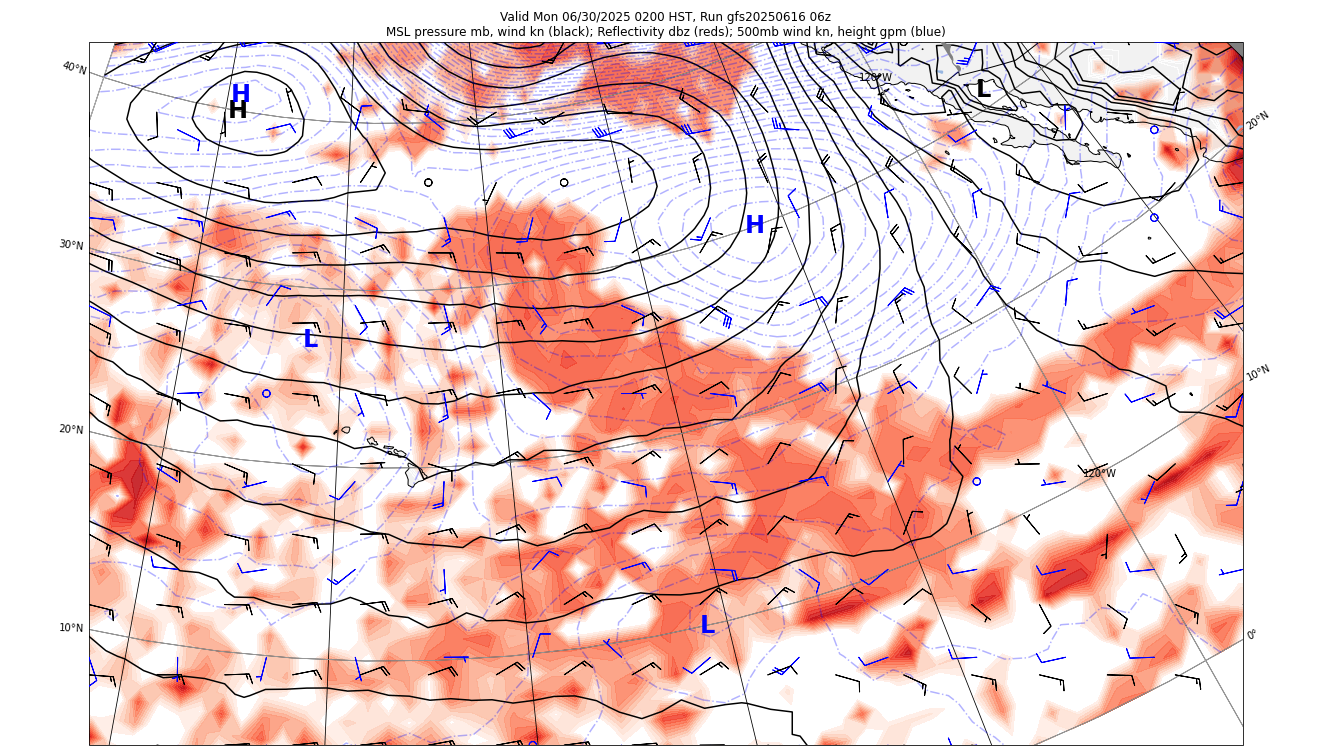 Valid Mon 06/30/2025 0200 HST, Run gfs20250616 06z
MSL pressure mb, wind kn (black); Reflectivity dbz (reds); 500mb wind kn, height gpm (blue)
40°N
120°W
L
H
H
20°N
H
30°N
L
10°N
20°N
120°W
L
10°N
0°